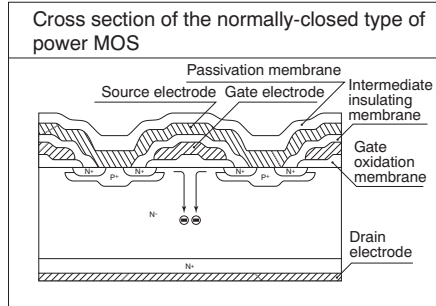 Cross section of the normally-closed type of
power MOS
Passivation membrane
Source electrode
Gate electrode
Intermediate
insulating
membrane
Gate
oxidation
membrane
N+
P+
N+
N+
P+
N+
N-
Drain
electrode
N+